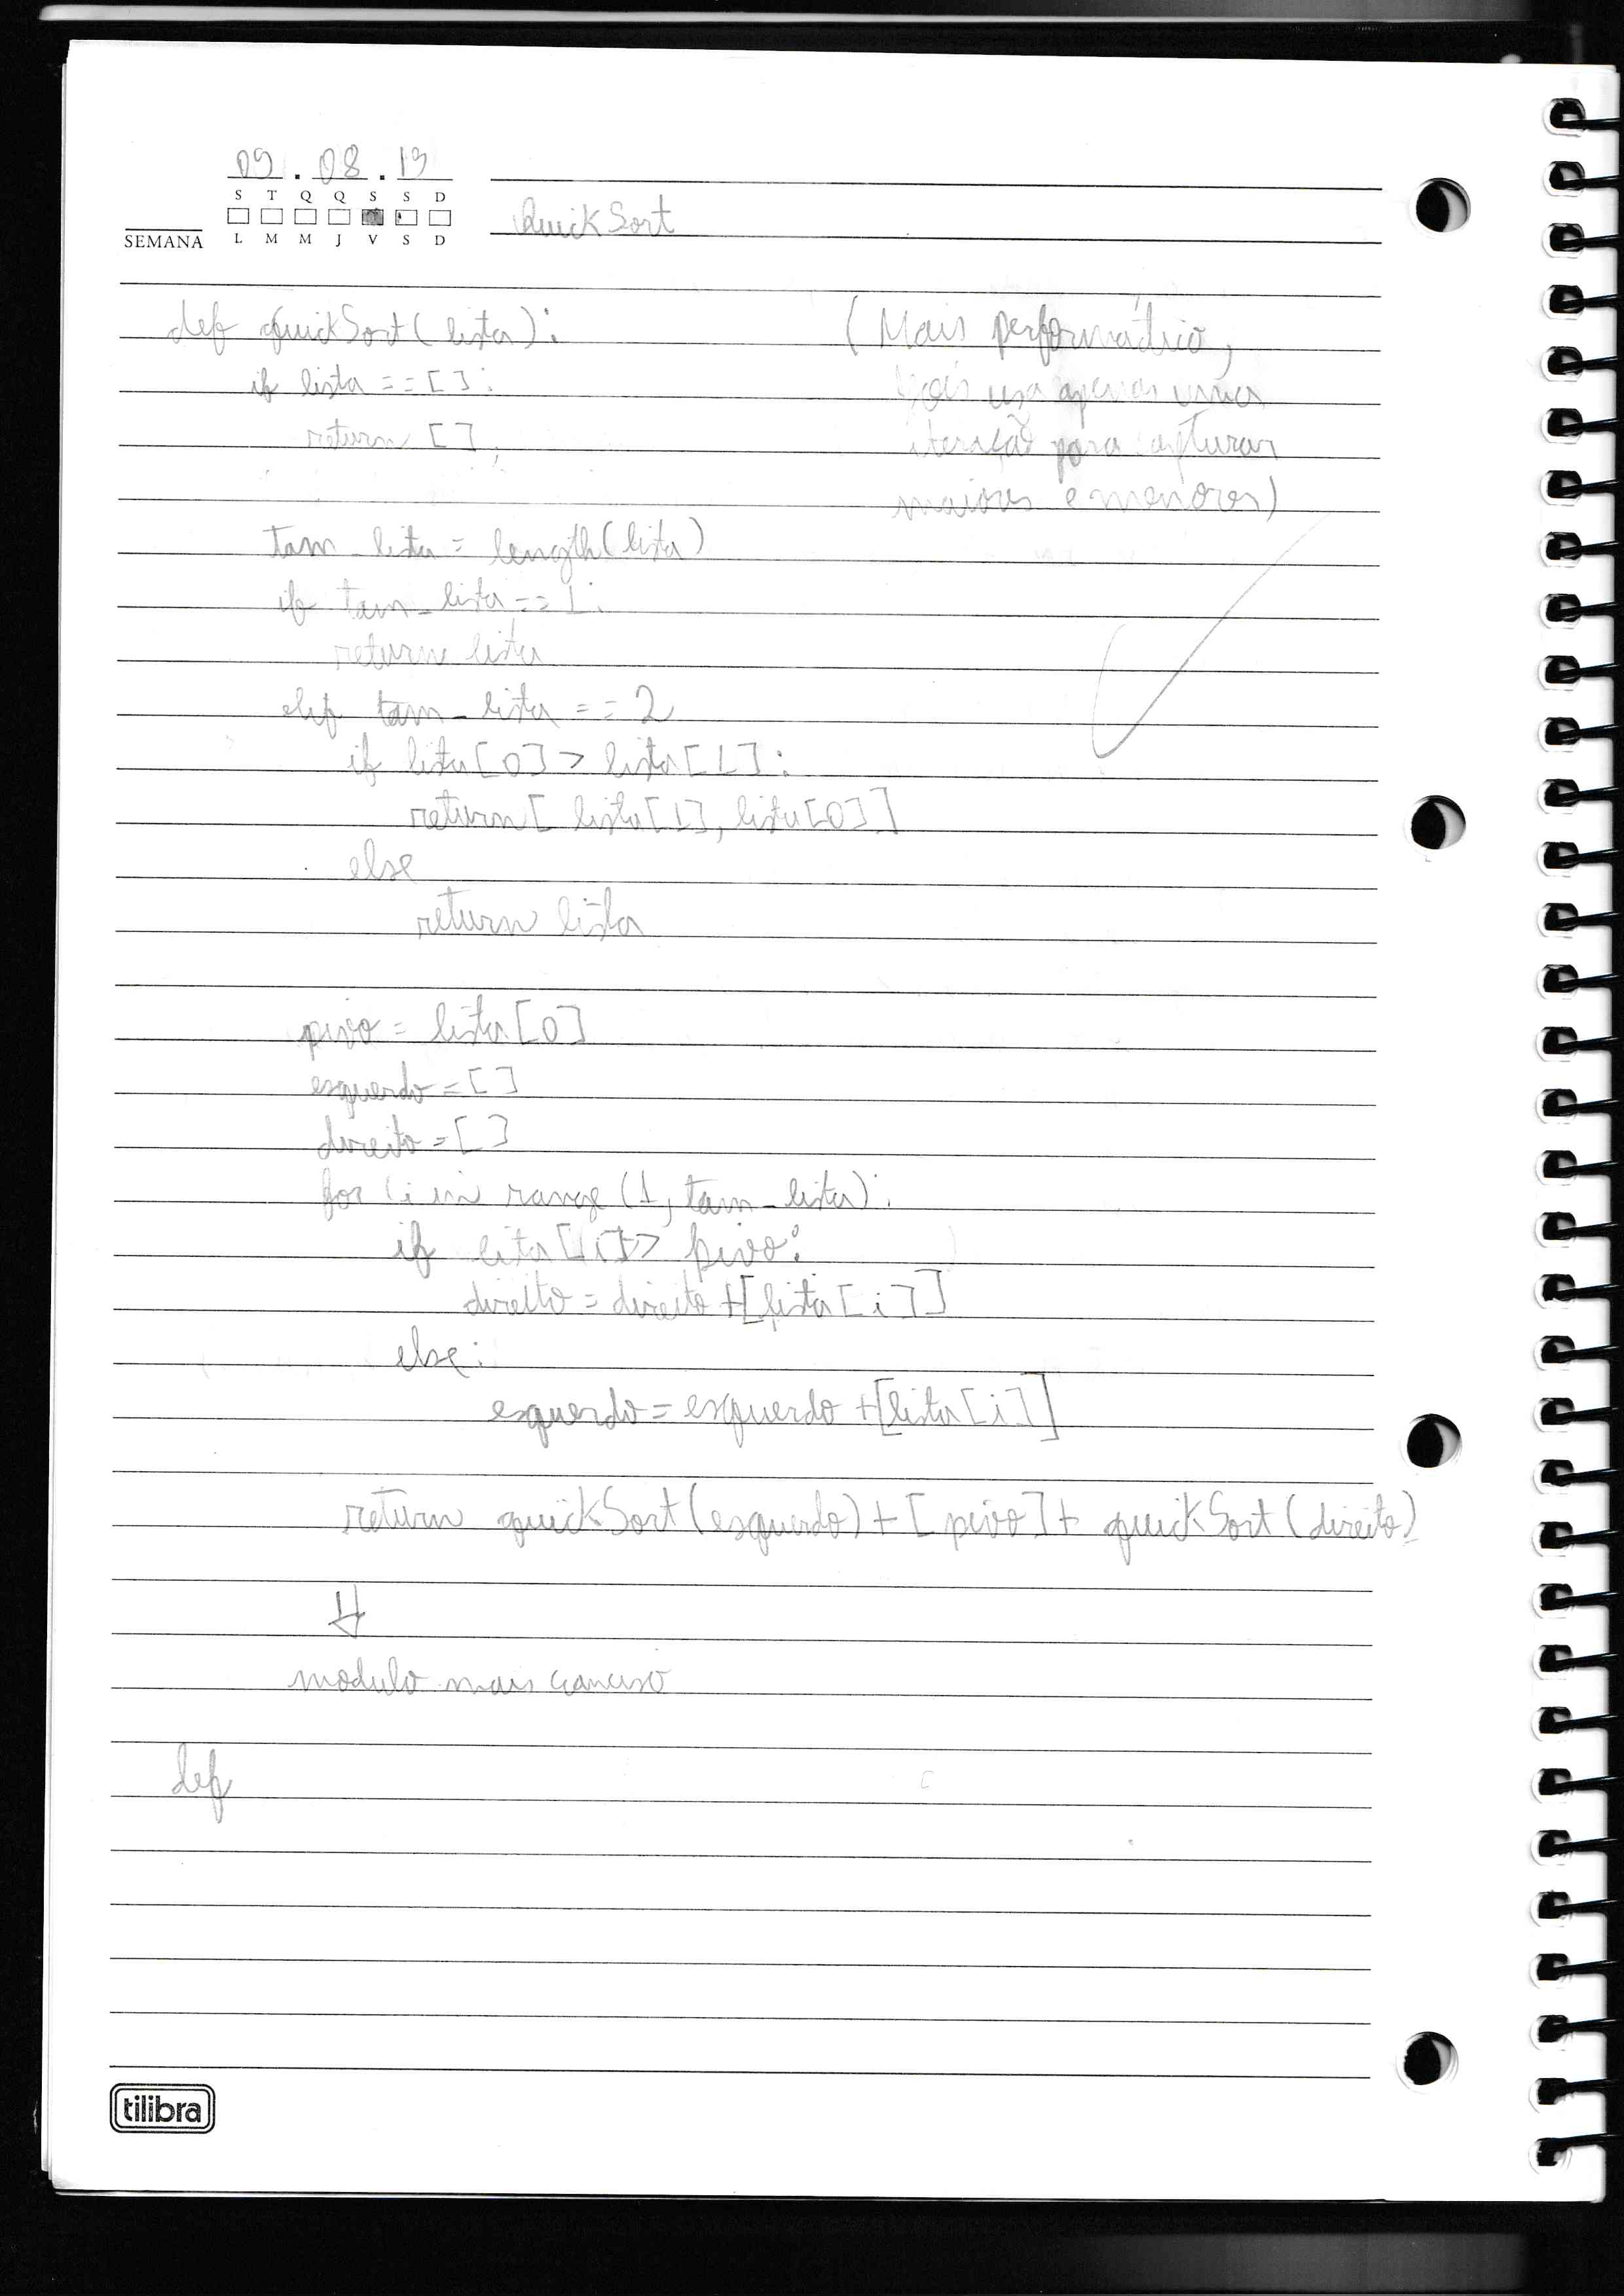 09.08.19
S T Q Q S S D
SEMANA L M M J V S D
QuickSort
def quickSort(lista):
(Mais performático,
if lista ==[]:
pois usa apenas uma
return []
iteração para capturar
maiores e menores)
tam_lista = length(lista)
if tam_lista == 1:
return lista
elif tam_lista == 2
if lista[0] > lista[1]:
return [lista[1], lista[0]]
else
return lista
pivo = lista[0]
esquerdo = []
direito = []
for i in range (1, tam_lista):
if lista[i] > pivo:
direito = direito +[lista[i]]
else:
esquerdo = esquerdo +[lista[i]]
return quickSort(esquerdo) + [pivo] + quickSort(direito)
modulo mais conciso
def
tilibra